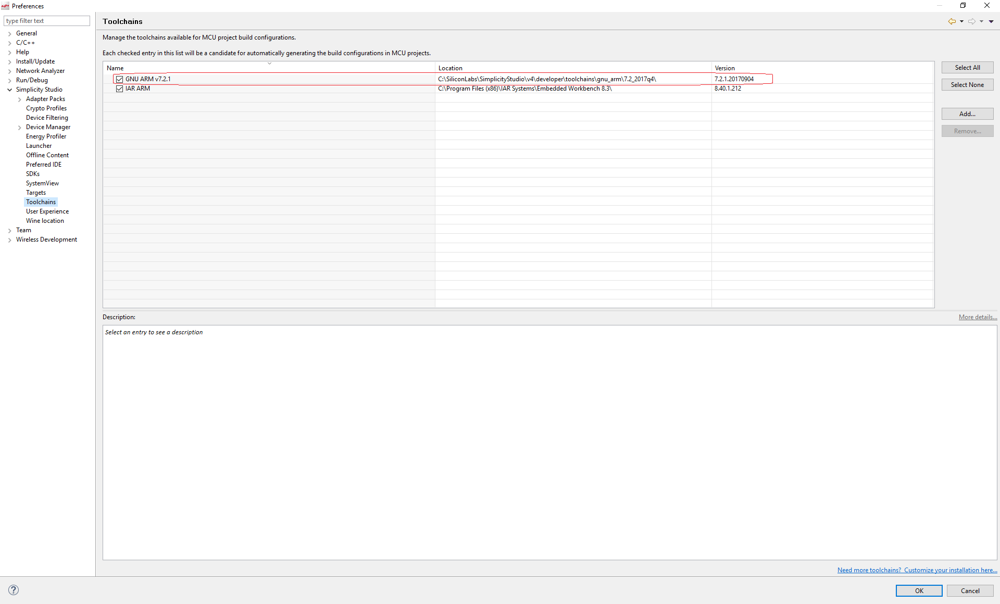 Preferences
type filter text
General
C/C++
Help
Install/Update
Network Analyzer
Run/Debug
Simplicity Studio
Adapter Packs
Crypto Profiles
Device Filtering
Device Manager
Energy Profiler
Launcher
Offline Content
Preferred IDE
SDKs
SystemView
Targets
Toolchains
User Experience
Wine location
Team
Wireless Development
Toolchains
Manage the toolchains available for MCU project build configurations.
Each checked entry in this list will be a candidate for automatically generating the build configurations in MCU projects.
Name Location Version
GNU ARM v7.2.1 C:\SiliconLabs\SimplicityStudio\v4\developer\toolchains\gnu_arm\7.2_2017q4\ 7.2.1.20170904
IAR ARM C:\Program Files (x86)\IAR Systems\Embedded Workbench 8.3\ 8.40.1.212
Select All
Select None
Add...
Remove...
Description: More details...
Select an entry to see a description
Need more toolchains? Customize your installation here...
OK Cancel